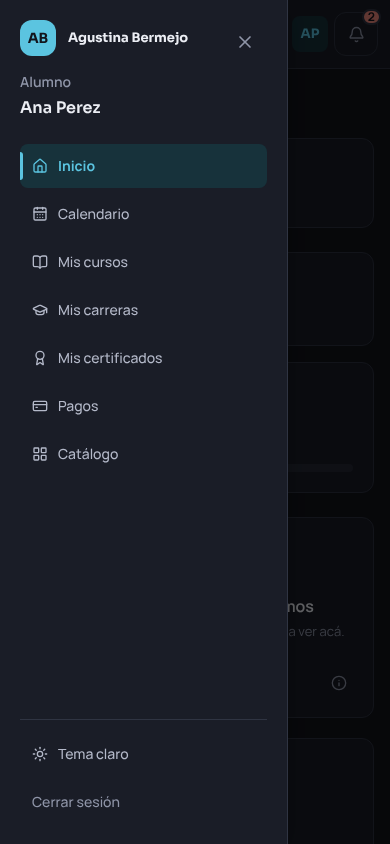 AB Agustina Bermejo
AP
2
Alumno
Ana Perez
Inicio
Calendario
Mis cursos
Mis carreras
Mis certificados
Pagos
Catálogo
a ver acá.
Tema claro
Cerrar sesión